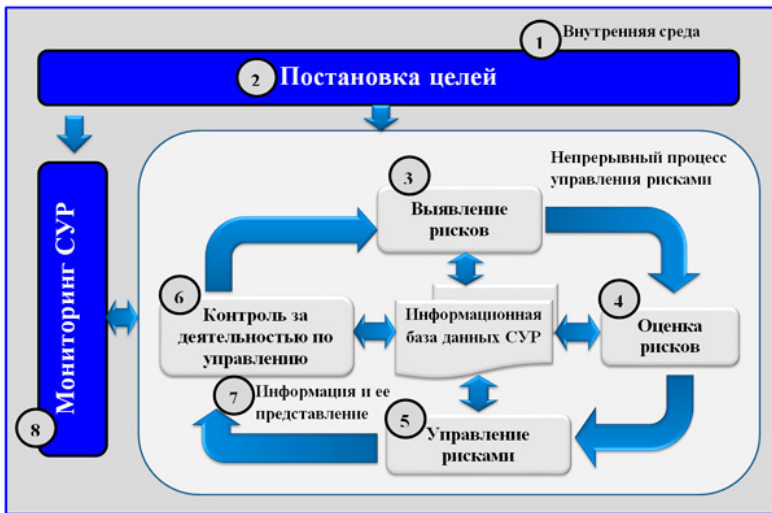 1
Внутренняя среда
2
Постановка целей
Непрерывный процесс
управления рисками
3
Выявление
рисков
Мониторинг СУР
8
6
Контроль за
деятельностью по
управлению
Информационная
база данных СУР
4
Оценка
рисков
7
Информация и ее
представление
5
Управление
рисками